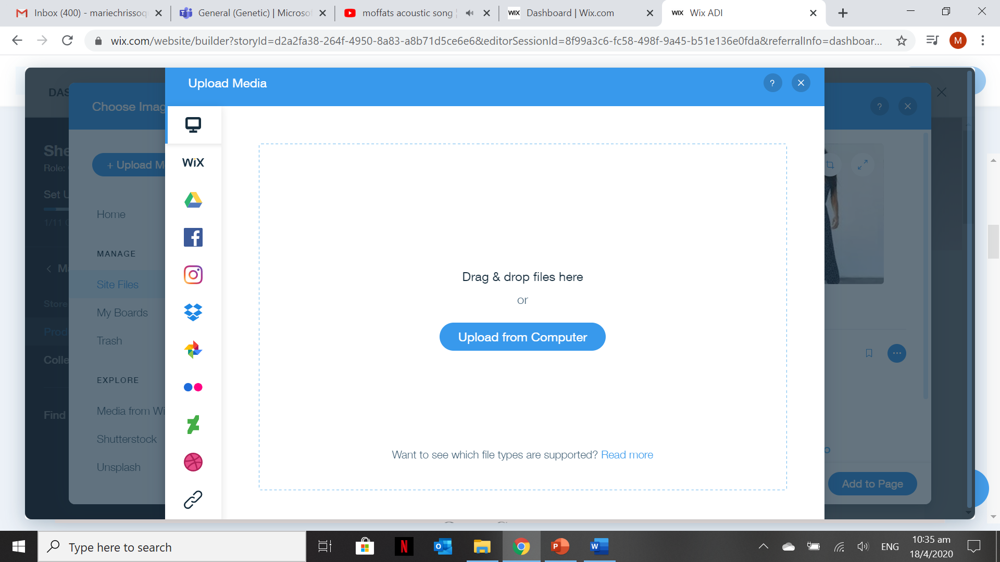 Inbox (400) - mariechrissoq
General (Genetic) | Microsof
moffats acoustic song
WiX Dashboard | Wix.com
WiX Wix ADI
wix.com/website/builder?storyId=d2a2fa38-264f-4950-8a83-a8b71d5ce6e6&editorSessionId=8f99a3c6-fc58-498f-9a45-b51e136e0fda&referralInfo=dashboar...
M
DAS
Choose Imag
Upload Media
?
?
She
Role:
+ Upload M
WiX
Set U
1/11
Home
MANAGE
Ma
Site Files
Store
My Boards
Prod
Trash
Colle
EXPLORE
Find
Media from Wi
Shutterstock
Unsplash
Drag & drop files here
or
Upload from Computer
Want to see which file types are supported? Read more
Add to Page
Type here to search
N
O
P
W
ENG
10:35 am
18/4/2020